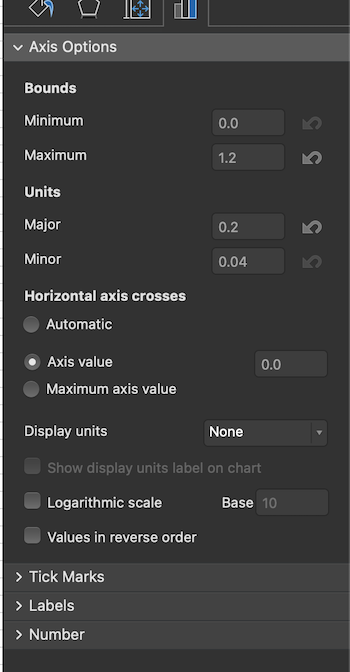 Axis Options
Bounds
Minimum 0.0
Maximum 1.2
Units
Major 0.2
Minor 0.04
Horizontal axis crosses
Automatic
Axis value 0.0
Maximum axis value
Display units None
Show display units label on chart
Logarithmic scale Base 10
Values in reverse order
Tick Marks
Labels
Number